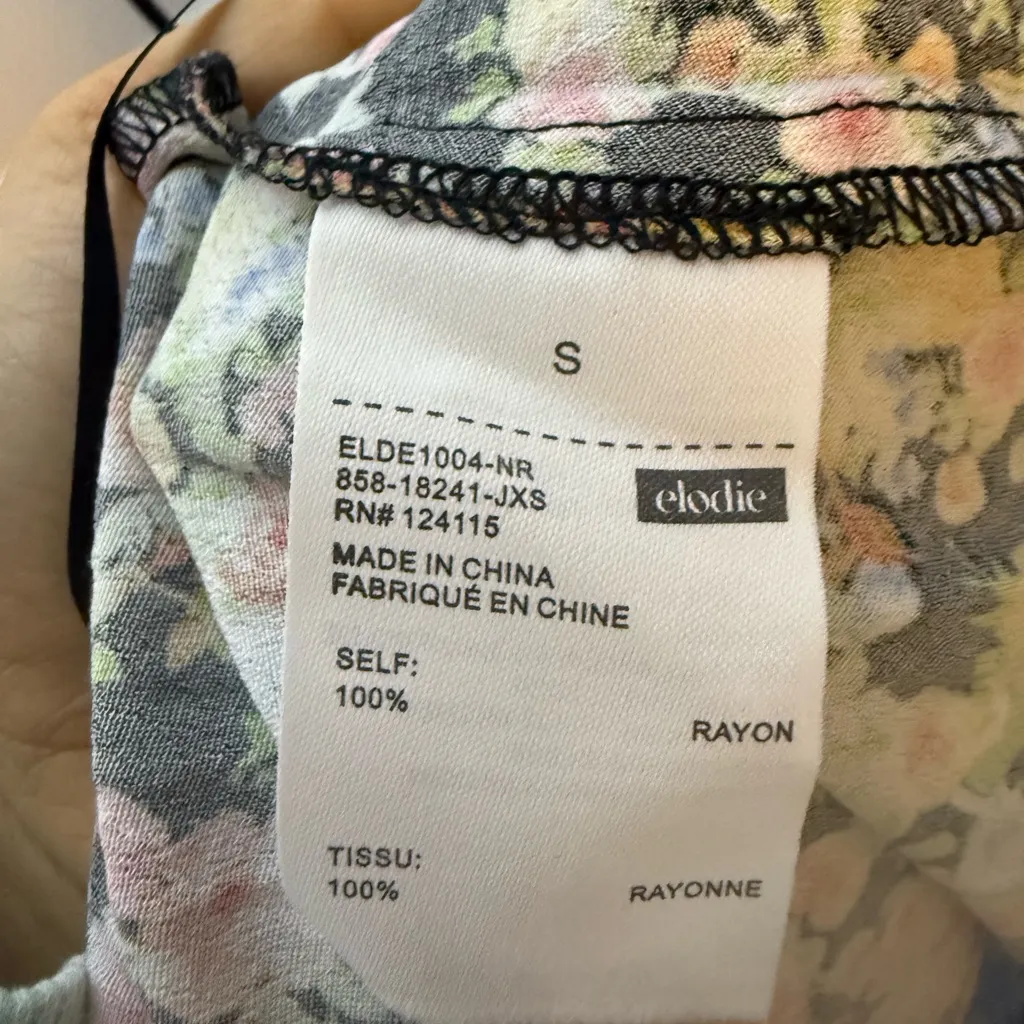 S
ELDE1004-NR
858-18241-JXS
RN# 124115
elodie
MADE IN CHINA
FABRIQUÉ EN CHINE
SELF:
100%
RAYON
TISSU:
100%
RAYONNE